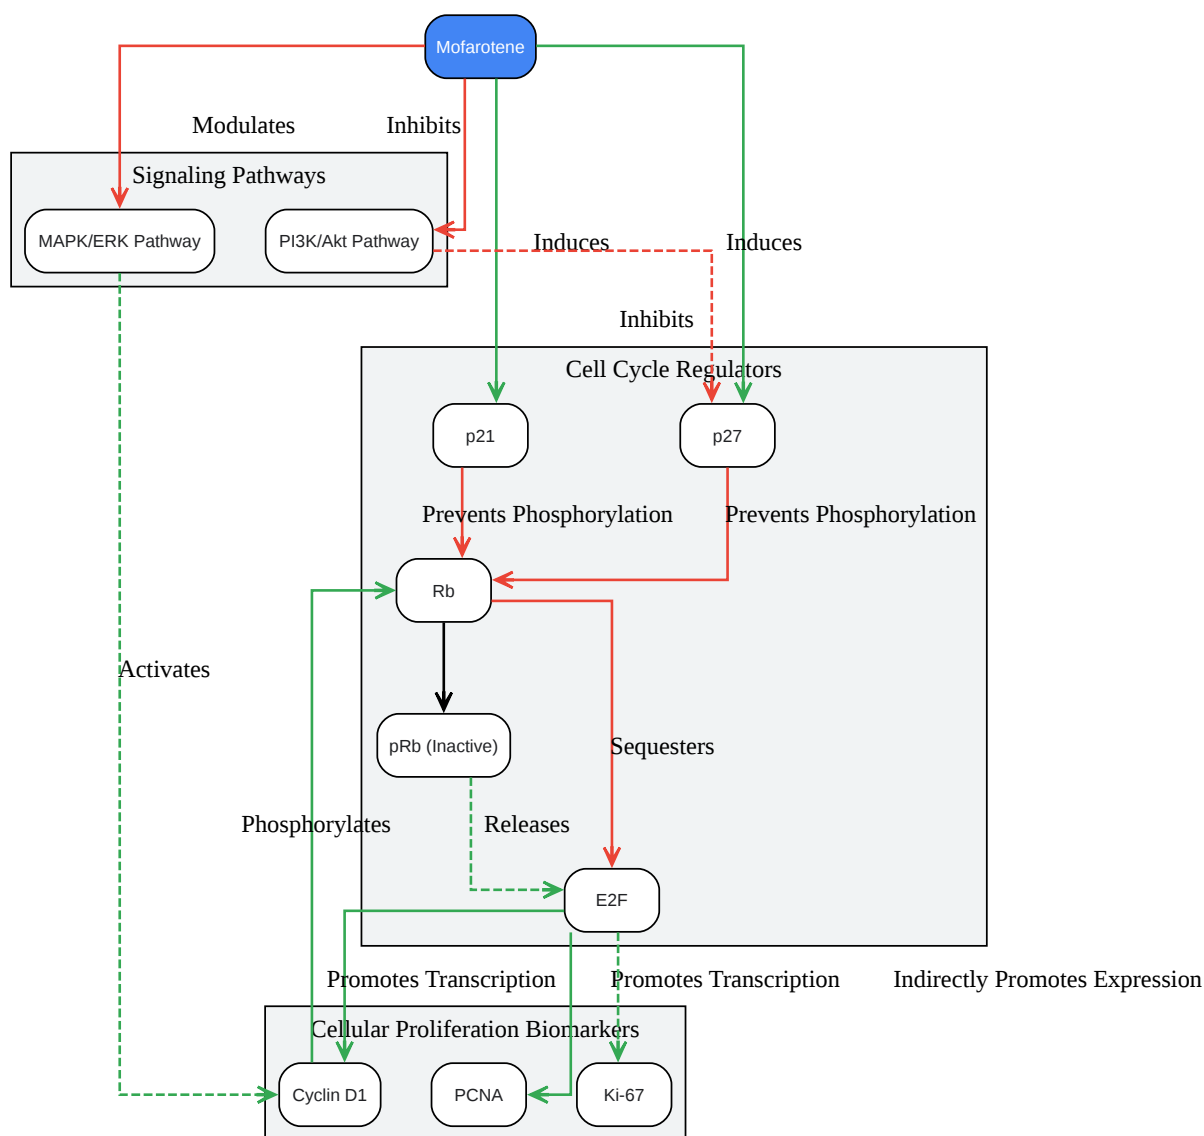 Mofarotene
Modulates
Inhibits
Signaling Pathways
MAPK/ERK Pathway
PI3K/Akt Pathway
Induces
Induces
Inhibits
Cell Cycle Regulators
p21
p27
Prevents Phosphorylation
Prevents Phosphorylation
Rb
Activates
pRb (Inactive)
Sequesters
Phosphorylates
Releases
E2F
Promotes Transcription
Promotes Transcription
Indirectly Promotes Expression
Cellular Proliferation Biomarkers
Cyclin D1
PCNA
Ki-67